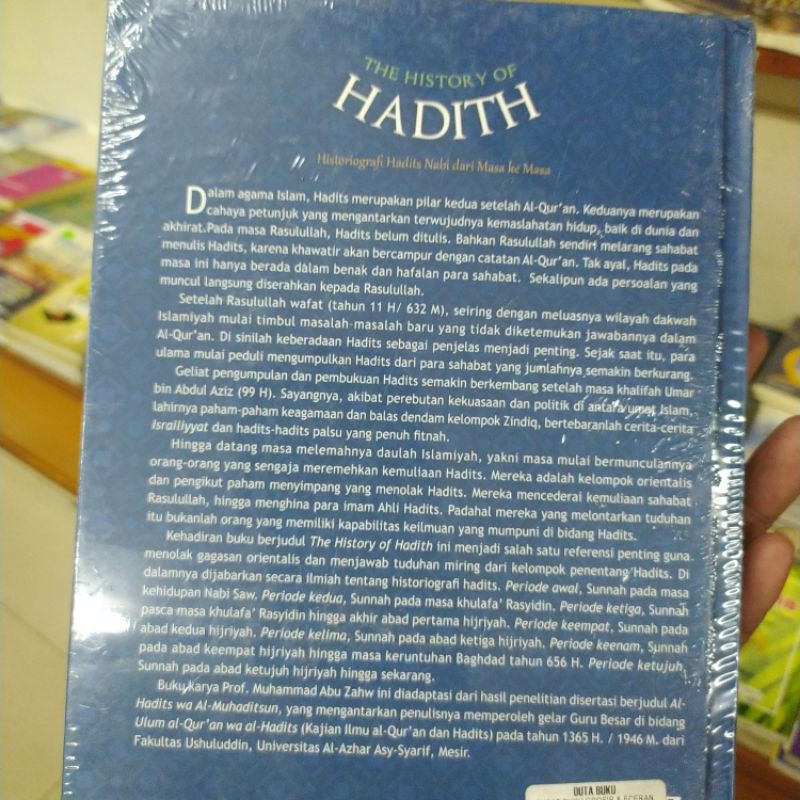 THE HISTORY OF
HADITH
Historiografi Hadits Nabi dari Masa ke Masa
Dalam agama Islam, Hadits merupakan pilar kedua setelah Al-Qur'an. Keduanya merupakan
cahaya petunjuk yang mengantarkan terwujudnya kemaslahatan hidup, baik di dunia dan
akhirat.Pada masa Rasulullah, Hadits belum ditulis. Bahkan Rasulullah sendiri melarang sahabat
menulis Hadits, karena khawatir akan bercampur dengan catatan Al-Qur'an. Tak ayal, Hadits pada
masa ini hanya berada dalam benak dan hafalan para sahabat. Sekalipun ada persoalan yang
muncul langsung diserahkan kepada Rasulullah.
Setelah Rasulullah wafat (tahun 11 H/ 632 M), seiring dengan meluasnya wilayah dakwah
Islamiyah mulai timbul masalah-masalah baru yang tidak diketemukan jawabannya dalam
Al-Qur'an. Di sinilah keberadaan Hadits sebagai penjelas menjadi penting. Sejak saat itu, para
ulama mulai peduli mengumpulkan Hadits dari para sahabat yang jumlahnya semakin berkurang.
Geliat pengumpulan dan pembukuan Hadits semakin berkembang setelah masa khalifah Umar
bin Abdul Aziz (99 H). Sayangnya, akibat perebutan kekuasaan dan politik di antara umat Islam,
lahirnya paham-paham keagamaan dan balas dendam kelompok Zindiq, bertebaranlah cerita-cerita
Israiliyyat dan hadits-hadits palsu yang penuh fitnah.
Hingga datang masa melemahnya daulah Islamiyah, yakni masa mulai bermunculannya
orang-orang yang sengaja meremehkan kemuliaan Hadits. Mereka adalah kelompok orientalis
dan pengikut paham menyimpang yang menolak Hadits. Mereka mencederai kemuliaan sahabat
Rasulullah, hingga menghina para imam Ahli Hadits. Padahal mereka yang melontarkan tuduhan
itu bukanlah orang yang memiliki kapabilitas keilmuan yang mumpuni di bidang Hadits.
Kehadiran buku berjudul The History of Hadith ini menjadi salah satu referensi penting guna
menolak gagasan orientalis dan menjawab tuduhan miring dari kelompok penentang Hadits. Di
dalamnya dijabarkan secara ilmiah tentang historiografi hadits. Periode awal, Sunnah pada masa
kehidupan Nabi Saw. Periode kedua, Sunnah pada masa khulafa' Rasyidin. Periode ketiga, Sunnah
pasca masa khulafa' Rasyidin hingga akhir abad pertama hijriyah. Periode keempat, Sunnah pada
abad kedua hijriyah. Periode kelima, Sunnah pada abad ketiga hijriyah. Periode keenam, Sunnah
pada abad keempat hijriyah hingga masa keruntuhan Baghdad tahun 656 H. Periode ketujuh,
Sunnah pada abad ketujuh hijriyah hingga sekarang.
Buku karya Prof. Muhammad Abu Zahw ini diadaptasi dari hasil penelitian disertasi berjudul Al-
Hadits wa Al-Muhaditsun, yang mengantarkan penulisnya memperoleh gelar Guru Besar di bidang
Ulum al-Qur'an wa al-Hadits (Kajian Ilmu al-Qur'an dan Hadits) pada tahun 1365 H. / 1946 M. dari
Fakultas Ushuluddin, Universitas Al-Azhar Asy-Syarif, Mesir.
DUTA BUKU